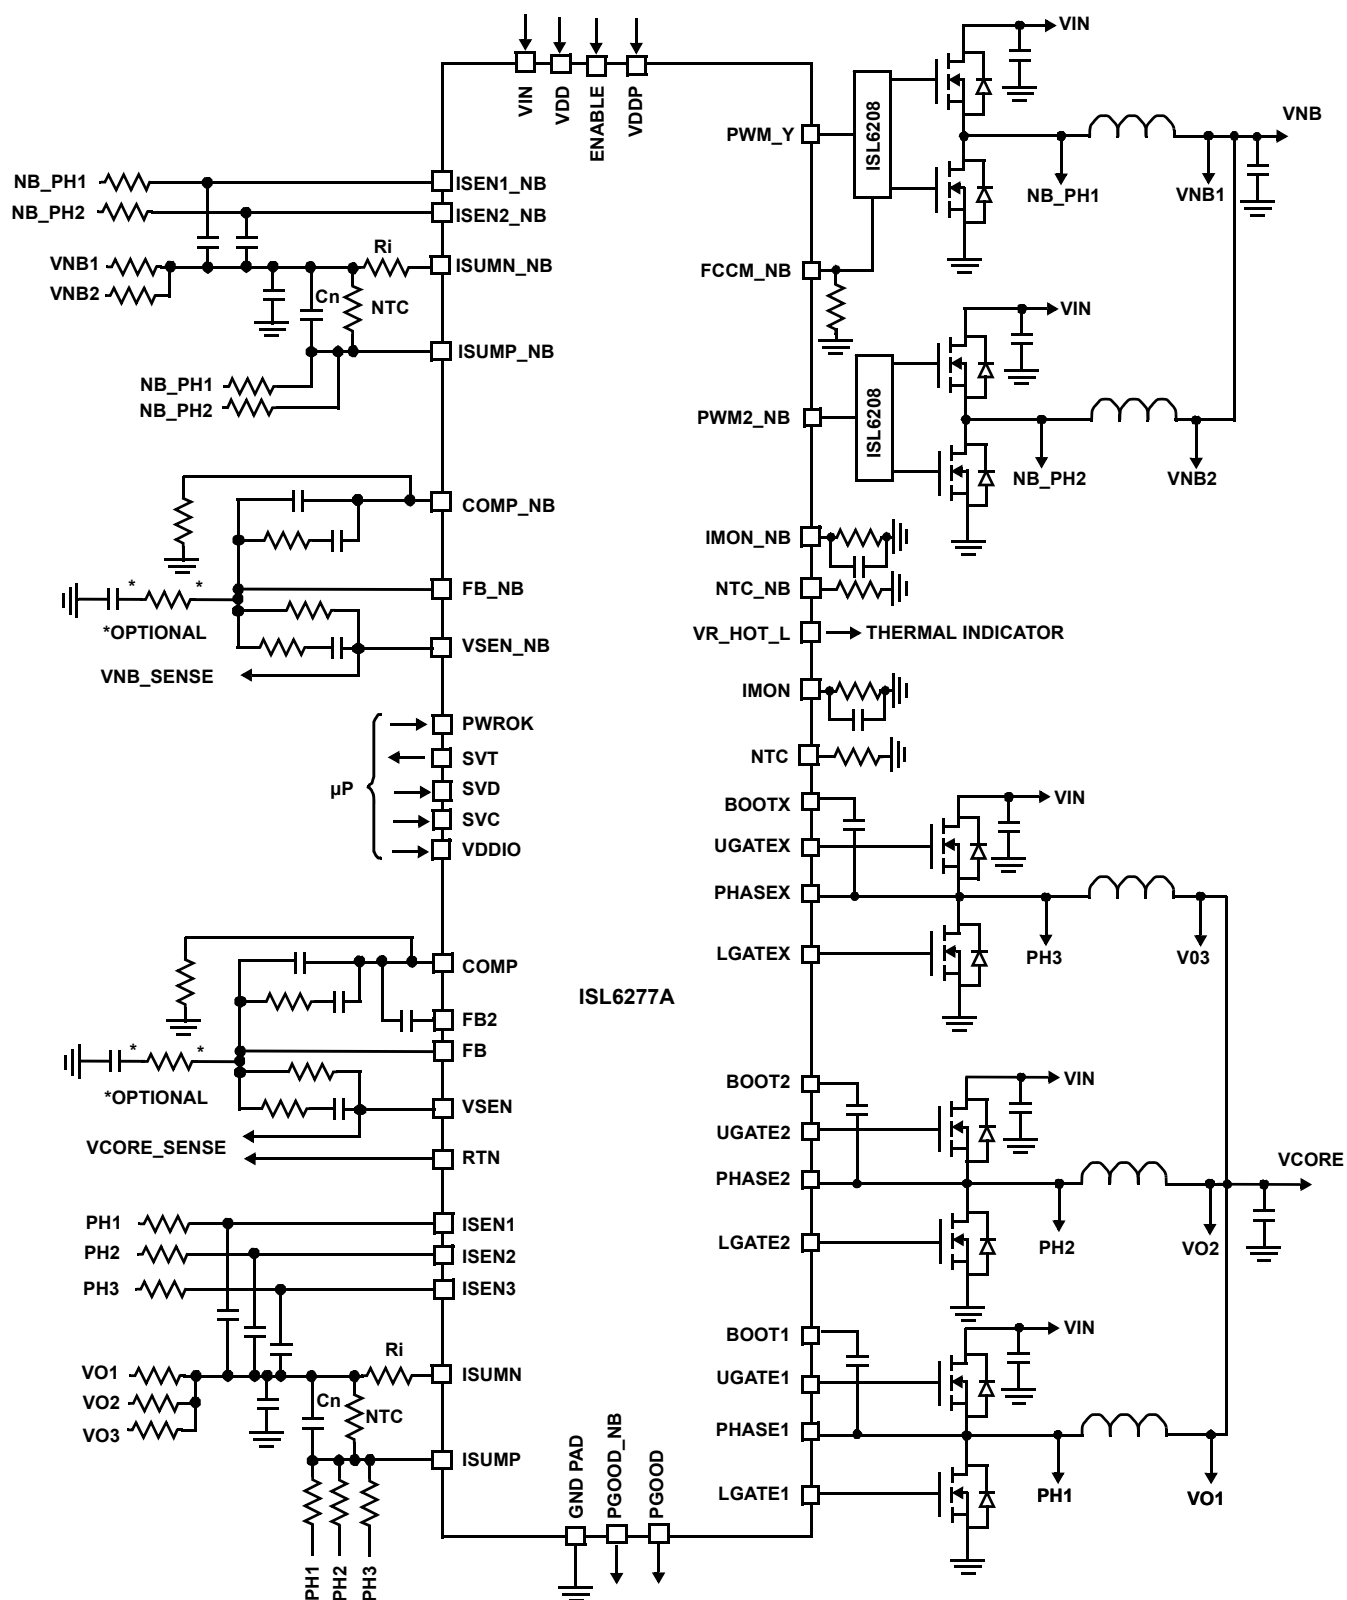 VIN
VDD
ENABLE
VDDP
NB_PH1
NB_PH2
VNB1
VNB2
Ri
Cn
NTC
NB_PH1
NB_PH2
ISEN1_NB
ISEN2_NB
ISUMN_NB
ISUMP_NB
COMP_NB
FB_NB
VSEN_NB
* *
*OPTIONAL
VNB_SENSE
µP
PWROK
SVT
SVD
SVC
VDDIO
COMP
FB2
FB
VSEN
RTN
* *
*OPTIONAL
VCORE_SENSE
PH1
PH2
PH3
ISEN1
ISEN2
ISEN3
VO1
VO2
VO3
Ri
Cn
NTC
ISUMN
ISUMP
PH1
PH2
PH3
GND PAD
PGOOD_NB
PGOOD
ISL6277A
PWM_Y
FCCM_NB
PWM2_NB
IMON_NB
NTC_NB
VR_HOT_L
THERMAL INDICATOR
IMON
NTC
BOOTX
UGATEX
PHASEX
LGATEX
BOOT2
UGATE2
PHASE2
LGATE2
BOOT1
UGATE1
PHASE1
LGATE1
ISL6208
VIN
NB_PH1
VNB1
VNB
ISL6208
VIN
NB_PH2
VNB2
VIN
PH3
V03
VIN
PH2
VO2
VCORE
VIN
PH1
VO1